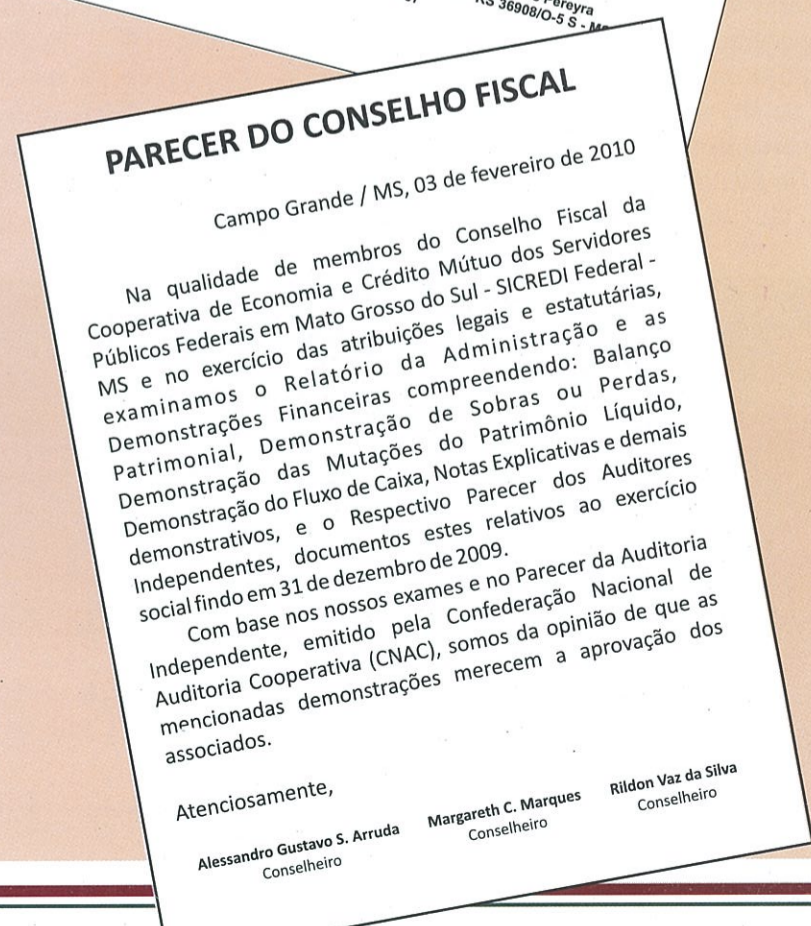 ereyra
RS 36908/O-5 S - M
PARECER DO CONSELHO FISCAL
Campo Grande / MS, 03 de fevereiro de 2010
Na qualidade de membros do Conselho Fiscal da
Cooperativa de Economia e Crédito Mútuo dos Servidores
Públicos Federais em Mato Grosso do Sul - SICREDI Federal -
MS e no exercício das atribuições legais e estatutárias,
examinamos o Relatório da Administração e as
Demonstrações Financeiras compreendendo: Balanço
Patrimonial, Demonstração de Sobras ou Perdas,
Demonstração das Mutações do Patrimônio Líquido,
Demonstração do Fluxo de Caixa, Notas Explicativas e demais
demonstrativos, e o Respectivo Parecer dos Auditores
Independentes, documentos estes relativos ao exercício
social findo em 31 de dezembro de 2009.
Com base nos nossos exames e no Parecer da Auditoria
Independente, emitido pela Confederação Nacional de
Auditoria Cooperativa (CNAC), somos da opinião de que as
mencionadas demonstrações merecem a aprovação dos
associados.
Atenciosamente,
Alessandro Gustavo S. Arruda Margareth C. Marques Rildon Vaz da Silva
Conselheiro Conselheiro Conselheiro